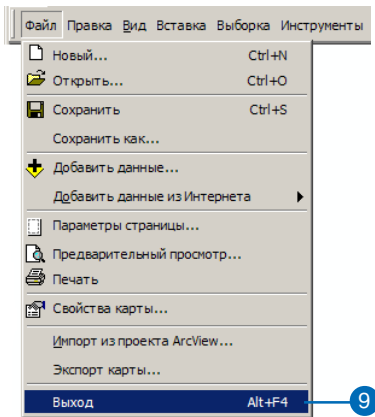 Файл Правка Вид Вставка Выборка Инструменты
Новый... Ctrl+N
Открыть... Ctrl+O
Сохранить Ctrl+S
Сохранить как...
Добавить данные...
Добавить данные из Интернета
Параметры страницы...
Предварительный просмотр...
Печать
Свойства карты...
Импорт из проекта ArcView...
Экспорт карты...
Выход Alt+F4 9